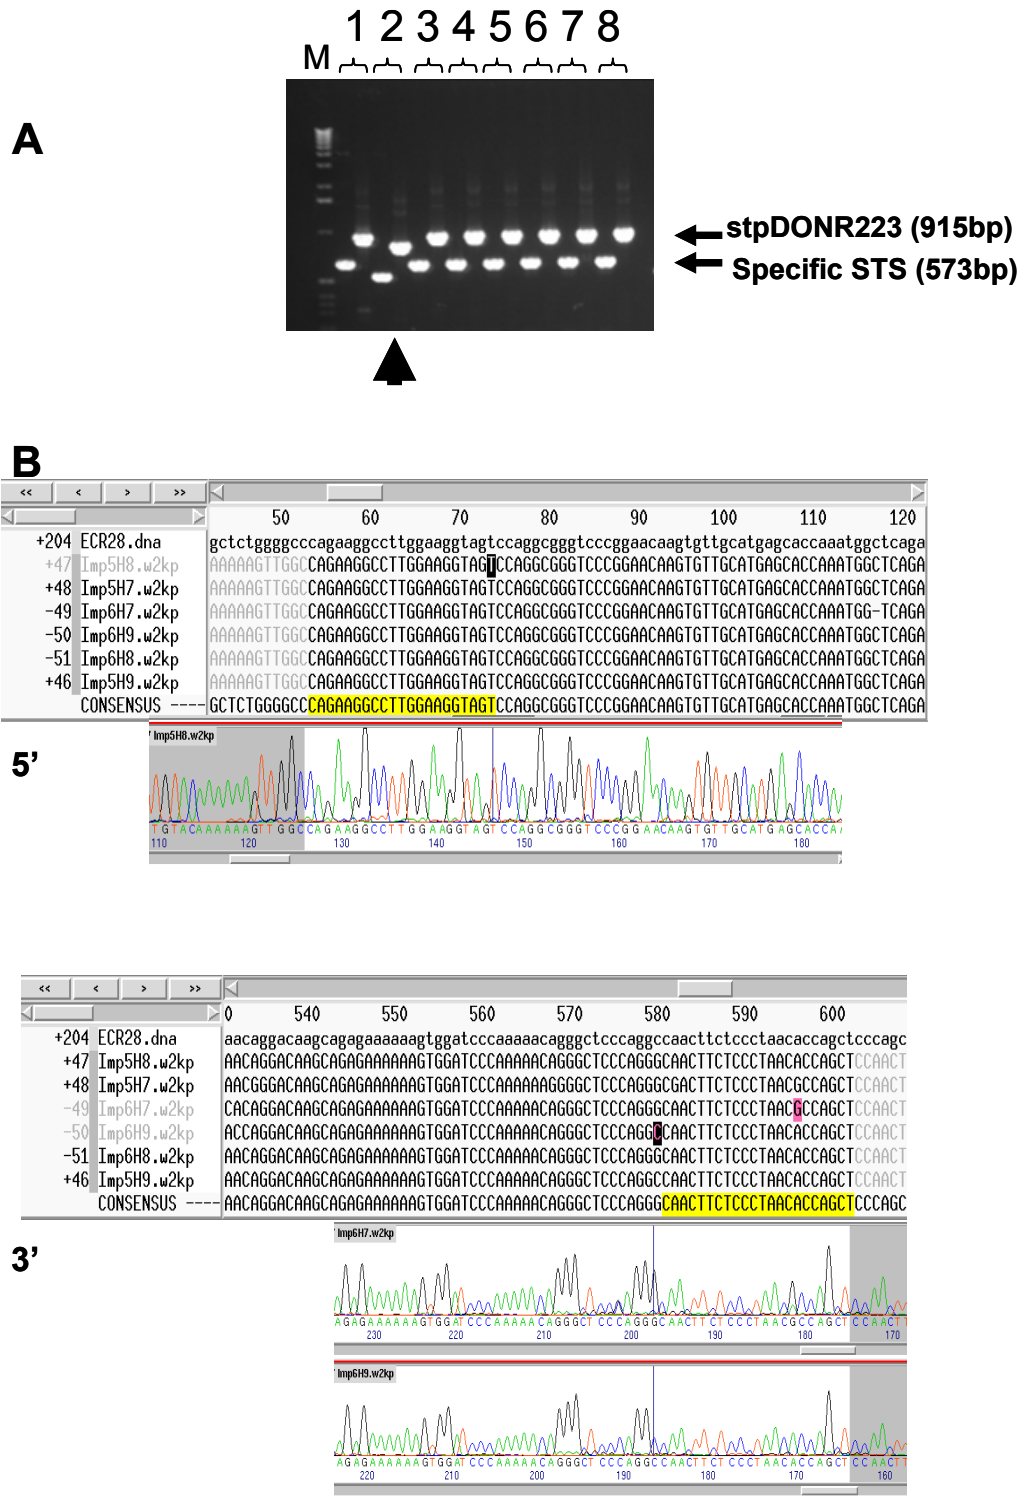 1 2 3 4 5 6 7 8
M
A
stpDONR223 (915bp)
Specific STS (573bp)
B
<< < > >>
50 60 70 80 90 100 110 120
+204 ECR28.dna gctctggggcccagaaggccttggaaggtagtccaggcgggtcccggaacaagtgttgcatgagcaccaaatggctcaga
+47 Imp5H8.w2kp AAAAAGTTGGCCAGAAGGCCTTGGAAGGTAGTCCAGGCGGGTCCCGGAACAAGTGTTGCATGAGCACCAAATGGCTCAGA
+48 Imp5H7.w2kp AAAAAGTTGGCCAGAAGGCCTTGGAAGGTAGTCCAGGCGGGTCCCGGAACAAGTGTTGCATGAGCACCAAATGGCTCAGA
-49 Imp6H7.w2kp AAAAAGTTGGCCAGAAGGCCTTGGAAGGTAGTCCAGGCGGGTCCCGGAACAAGTGTTGCATGAGCACCAAATGG-TCAGA
-50 Imp6H9.w2kp AAAAAGTTGGCCAGAAGGCCTTGGAAGGTAGTCCAGGCGGGTCCCGGAACAAGTGTTGCATGAGCACCAAATGGCTCAGA
-51 Imp6H8.w2kp AAAAAGTTGGCCAGAAGGCCTTGGAAGGTAGTCCAGGCGGGTCCCGGAACAAGTGTTGCATGAGCACCAAATGGCTCAGA
+46 Imp5H9.w2kp AAAAAGTTGGCCAGAAGGCCTTGGAAGGTAGTCCAGGCGGGTCCCGGAACAAGTGTTGCATGAGCACCAAATGGCTCAGA
CONSENSUS ---- GCTCTGGGGCCCAGAAGGCCTTGGAAGGTAGTCCAGGCGGGTCCCGGAACAAGTGTTGCATGAGCACCAAATGGCTCAGA
Imp5H8.w2kp
5’
TGTACAAAAAAGTTGGCCAGAAGGCCTTGGAAGGTAGTCCAGGCGGGTCCCGGAACAAGTGTTGCATGAGCACCA
110 120 130 140 150 160 170 180
<< < > >>
0 540 550 560 570 580 590 600
+204 ECR28.dna aacaggacaagcagagaaaaaagtggatcccaaaaacagggctcccaggccaacttctccctaacaccagctcccagc
+47 Imp5H8.w2kp AACAGGACAAGCAGAGAAAAAAGTGGATCCCAAAAACAGGGCTCCCAGGGCAACTTCTCCCTAACACCAGCTCCAACT
+48 Imp5H7.w2kp AACGGGACAAGCAGAGAAAAAAGTGGATCCCAAAAAGAGGGCTCCCAGGGCGACTTCTCCCTAACGCCAGCTCCAACT
-49 Imp6H7.w2kp CACAGGACAAGCAGAGAAAAAAGTGGATCCCAAAAACAGGGCTCCCAGGGCAACTTCTCCCTAACGCCAGCTCCAACT
-50 Imp6H9.w2kp ACCAGGACAAGCAGAGAAAAAAGTGGATCCCAAAAACAGGGCTCCCAGGCCAACTTCTCCCTAACACCAGCTCCAACT
-51 Imp6H8.w2kp AACAGGACAAGCAGAGAAAAAAGTGGATCCCAAAAACAGGGCTCCCAGGGCAACTTCTCCCTAACACCAGCTCCAACT
+46 Imp5H9.w2kp AACAGGACAAGCAGAGAAAAAAGTGGATCCCAAAAACAGGGCTCCCAGGCCAACTTCTCCCTAACACCAGCTCCAACT
CONSENSUS ---- AACAGGACAAGCAGAGAAAAAAGTGGATCCCAAAAACAGGGCTCCCAGGGCAACTTCTCCCTAACACCAGCTCCCAGC
Imp6H7.w2kp
3’
AGAGAAAAAAGTGGATCCCAAAAACAGGGCTCCCAGGGCAACTTCTCCCTAACGCCAGCTCCAACTT
230 220 210 200 190 180 170
Imp6H9.w2kp
AGAGAAAAAAGTGGATCCCAAAAACAGGGCTCCCAGGCCAACTTCTCCCTAACACCAGCTCCAACTT
220 210 200 190 180 170 160